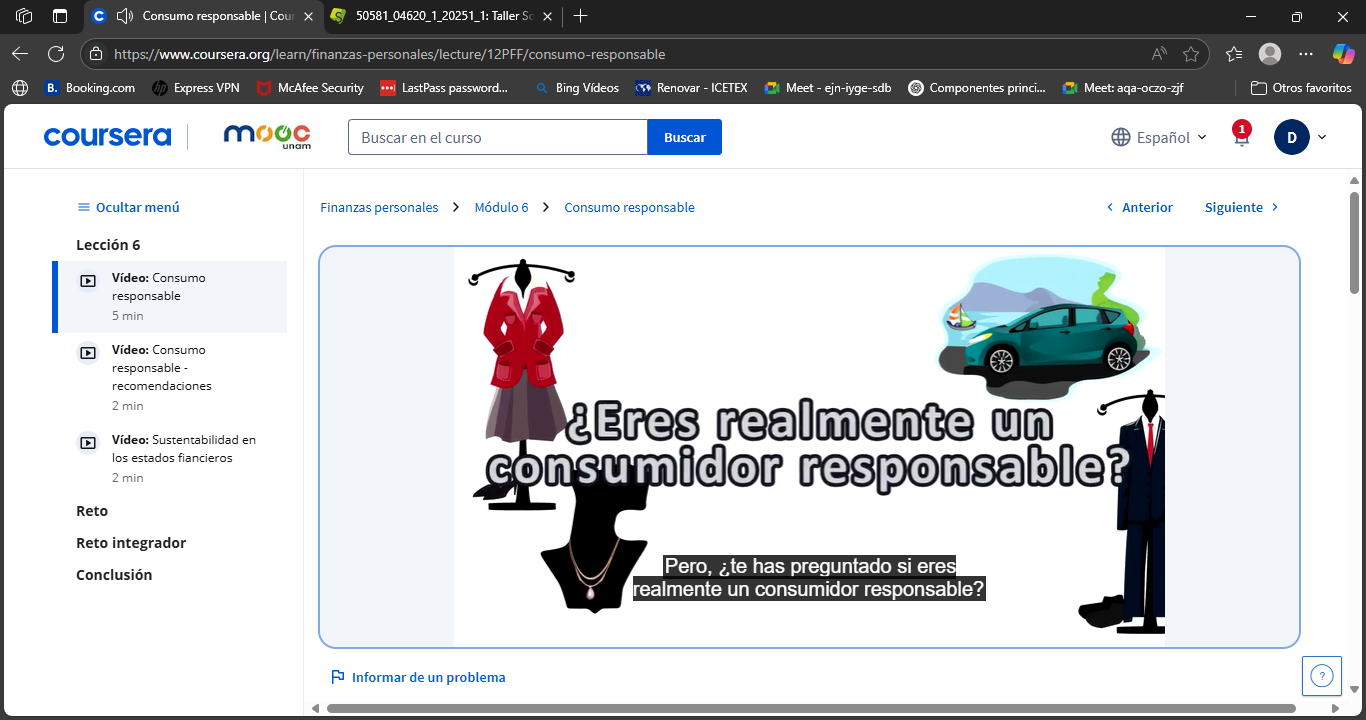 Consumo responsable | Cour
50581_04620_1_20251_1: Taller So
https://www.coursera.org/learn/finanzas-personales/lecture/12PFF/consumo-responsable
B. Booking.com
Express VPN
McAfee Security
LastPass password...
Bing Vídeos
Renovar - ICETEX
Meet - ejn-iyge-sdb
Componentes princi...
Meet: aqa-oczo-zjf
Otros favoritos
coursera
mooc
unam
Buscar en el curso
Buscar
Español
1
D
Ocultar menú
Finanzas personales
Módulo 6
Consumo responsable
Anterior
Siguiente
Lección 6
Vídeo: Consumo
responsable
5 min
Vídeo: Consumo
responsable -
recomendaciones
2 min
Vídeo: Sustentabilidad en
los estados fiancieros
2 min
Reto
Reto integrador
Conclusión
¿Eres realmente un
consumidor responsable?
Pero, ¿te has preguntado si eres
realmente un consumidor responsable?
Informar de un problema
?